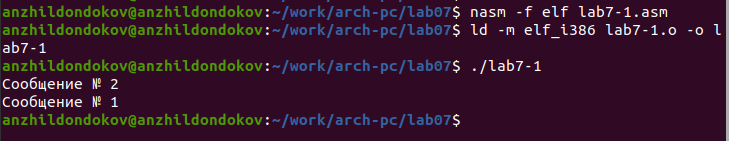 anzhildondokov@anzhildondokov:~/work/arch-pc/lab07$ nasm -f elf lab7-1.asm
anzhildondokov@anzhildondokov:~/work/arch-pc/lab07$ ld -m elf_i386 lab7-1.o -o l
ab7-1
anzhildondokov@anzhildondokov:~/work/arch-pc/lab07$ ./lab7-1
Сообщение № 2
Сообщение № 1
anzhildondokov@anzhildondokov:~/work/arch-pc/lab07$